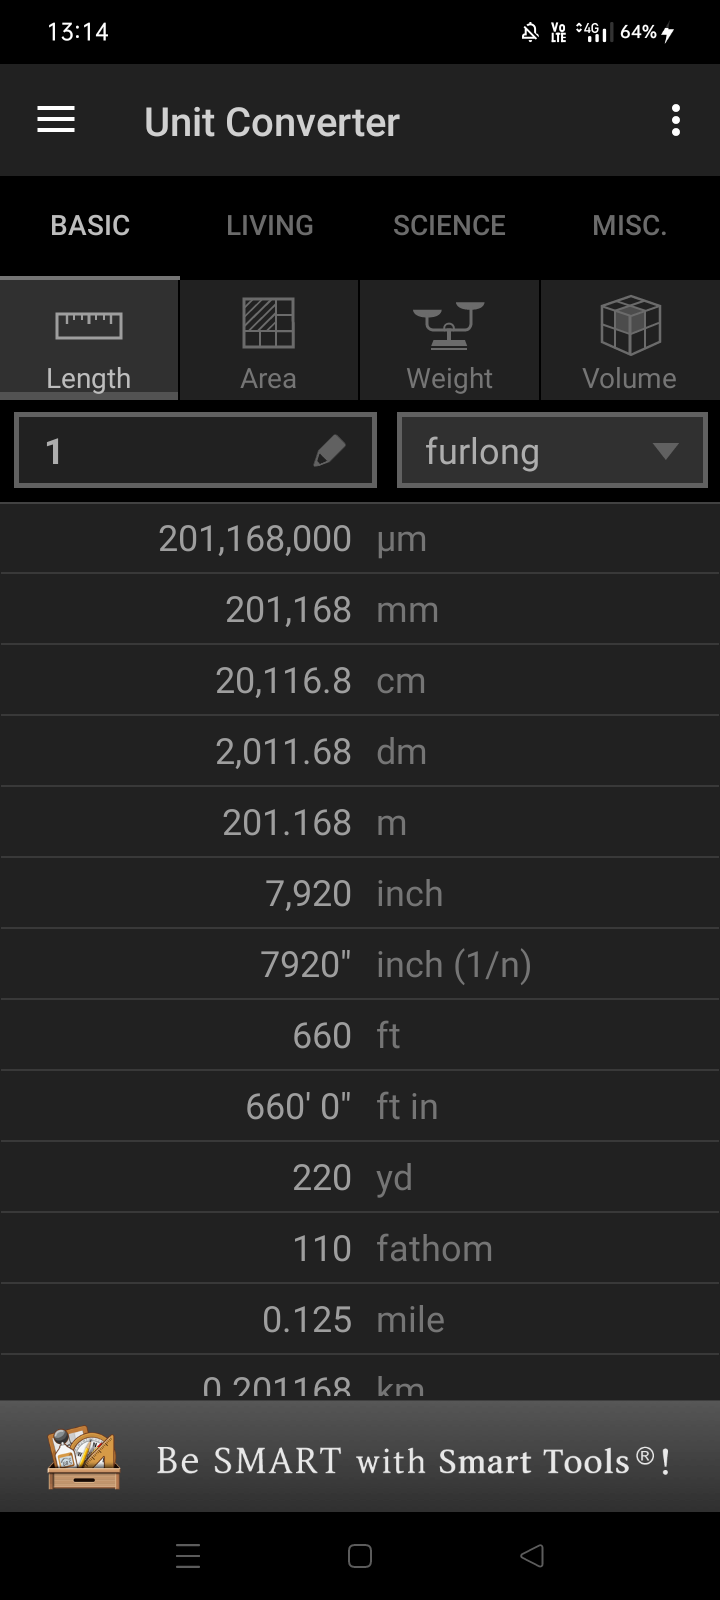 13:14
Vo LTE 4G 64%
Unit Converter
BASIC LIVING SCIENCE MISC.
Length Area Weight Volume
1 furlong
201,168,000 µm
201,168 mm
20,116.8 cm
2,011.68 dm
201.168 m
7,920 inch
7920" inch (1/n)
660 ft
660' 0" ft in
220 yd
110 fathom
0.125 mile
0.201168 km
Be SMART with Smart Tools®!